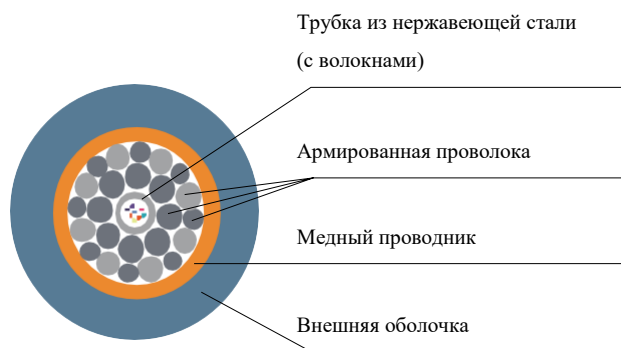 Трубка из нержавеющей стали
(с волокнами)
Армированная проволока
Медный проводник
Внешняя оболочка